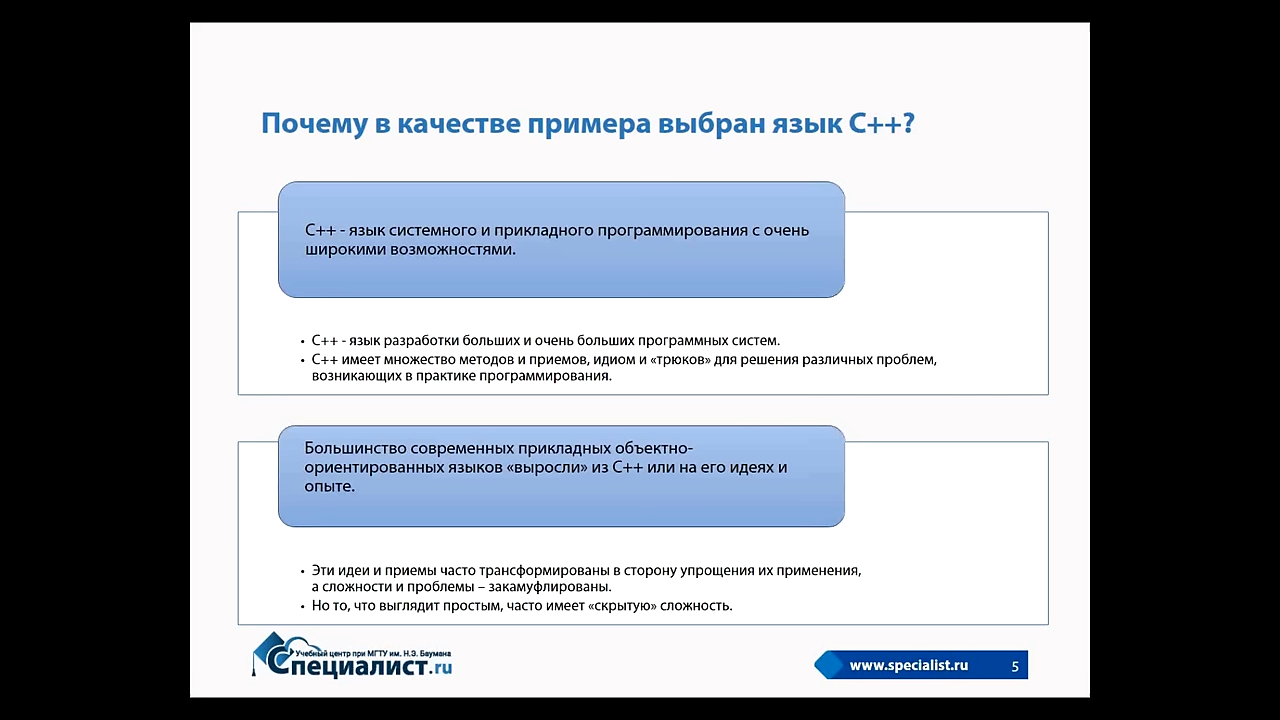 Почему в качестве примера выбран язык C++?
C++ - язык системного и прикладного программирования с очень
широкими возможностями.
• C++ - язык разработки больших и очень больших программных систем.
• C++ имеет множество методов и приемов, идиом и «трюков» для решения различных проблем,
возникающих в практике программирования.
Большинство современных прикладных объектно-
ориентированных языков «выросли» из C++ или на его идеях и
опыте.
• Эти идеи и приемы часто трансформированы в сторону упрощения их применения,
а сложности и проблемы – закамуфлированы.
• Но то, что выглядит простым, часто имеет «скрытую» сложность.
Учебный центр при МГТУ им. Н.Э. Баумана
Специалист.ru
www.specialist.ru 5